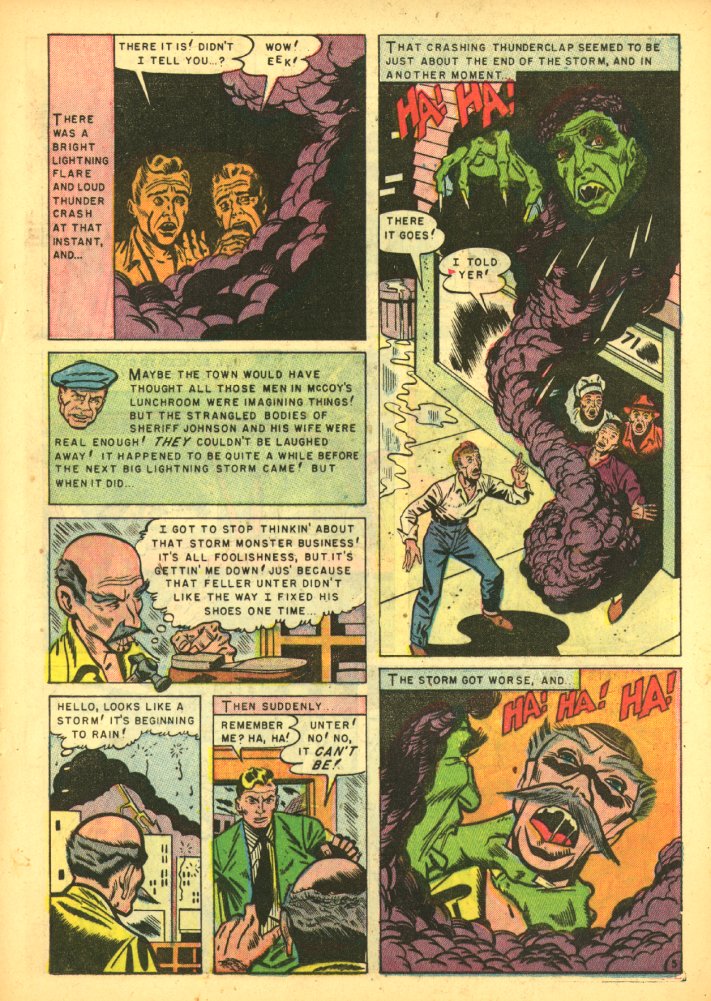 THERE IT IS! DIDN'T
I TELL YOU...?
WOW!
EEK!
THERE
WAS A
BRIGHT
LIGHTNING
FLARE
AND LOUD
THUNDER
CRASH
AT THAT
INSTANT,
AND...
THAT CRASHING THUNDERCLAP SEEMED TO BE
JUST ABOUT THE END OF THE STORM, AND IN
ANOTHER MOMENT...
HA! HA!
THERE
IT GOES!
I TOLD
YER!
71
MAYBE THE TOWN WOULD HAVE
THOUGHT ALL THOSE MEN IN McCOY'S
LUNCHROOM WERE IMAGINING THINGS!
BUT THE STRANGLED BODIES OF
SHERIFF JOHNSON AND HIS WIFE WERE
REAL ENOUGH! THEY COULDN'T BE LAUGHED
AWAY! IT HAPPENED TO BE QUITE A WHILE BEFORE
THE NEXT BIG LIGHTNING STORM CAME! BUT
WHEN IT DID...
I GOT TO STOP THINKIN' ABOUT
THAT STORM MONSTER BUSINESS!
IT'S ALL FOOLISHNESS, BUT IT'S
GETTIN' ME DOWN! JUS' BECAUSE
THAT FELLER UNTER DIDN'T
LIKE THE WAY I FIXED HIS
SHOES ONE TIME...
HELLO, LOOKS LIKE A
STORM! IT'S BEGINNING
TO RAIN!
THEN SUDDENLY...
REMEMBER
ME? HA, HA!
UNTER!
NO! NO,
IT CAN'T
BE!
THE STORM GOT WORSE, AND...
HA! HA! HA!
5